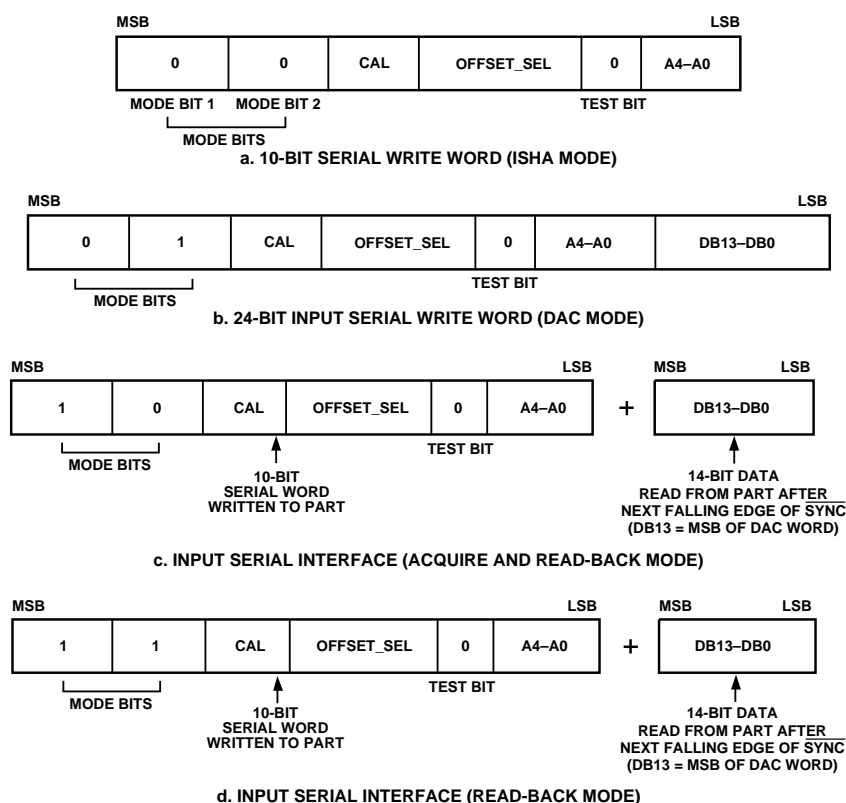 MSB LSB
0 0 CAL OFFSET_SEL 0 A4–A0
MODE BIT 1 MODE BIT 2 TEST BIT
MODE BITS
a. 10-BIT SERIAL WRITE WORD (ISHA MODE)
MSB LSB
0 1 CAL OFFSET_SEL 0 A4–A0 DB13–DB0
MODE BITS TEST BIT
b. 24-BIT INPUT SERIAL WRITE WORD (DAC MODE)
MSB LSB MSB LSB
1 0 CAL OFFSET_SEL 0 A4–A0 + DB13–DB0
MODE BITS TEST BIT
10-BIT
SERIAL WORD
WRITTEN TO PART
14-BIT DATA
READ FROM PART AFTER
NEXT FALLING EDGE OF SYNC
(DB13 = MSB OF DAC WORD)
c. INPUT SERIAL INTERFACE (ACQUIRE AND READ-BACK MODE)
MSB LSB MSB LSB
1 1 CAL OFFSET_SEL 0 A4–A0 + DB13–DB0
MODE BITS TEST BIT
10-BIT
SERIAL WORD
WRITTEN TO PART
14-BIT DATA
READ FROM PART AFTER
NEXT FALLING EDGE OF SYNC
(DB13 = MSB OF DAC WORD)
d. INPUT SERIAL INTERFACE (READ-BACK MODE)